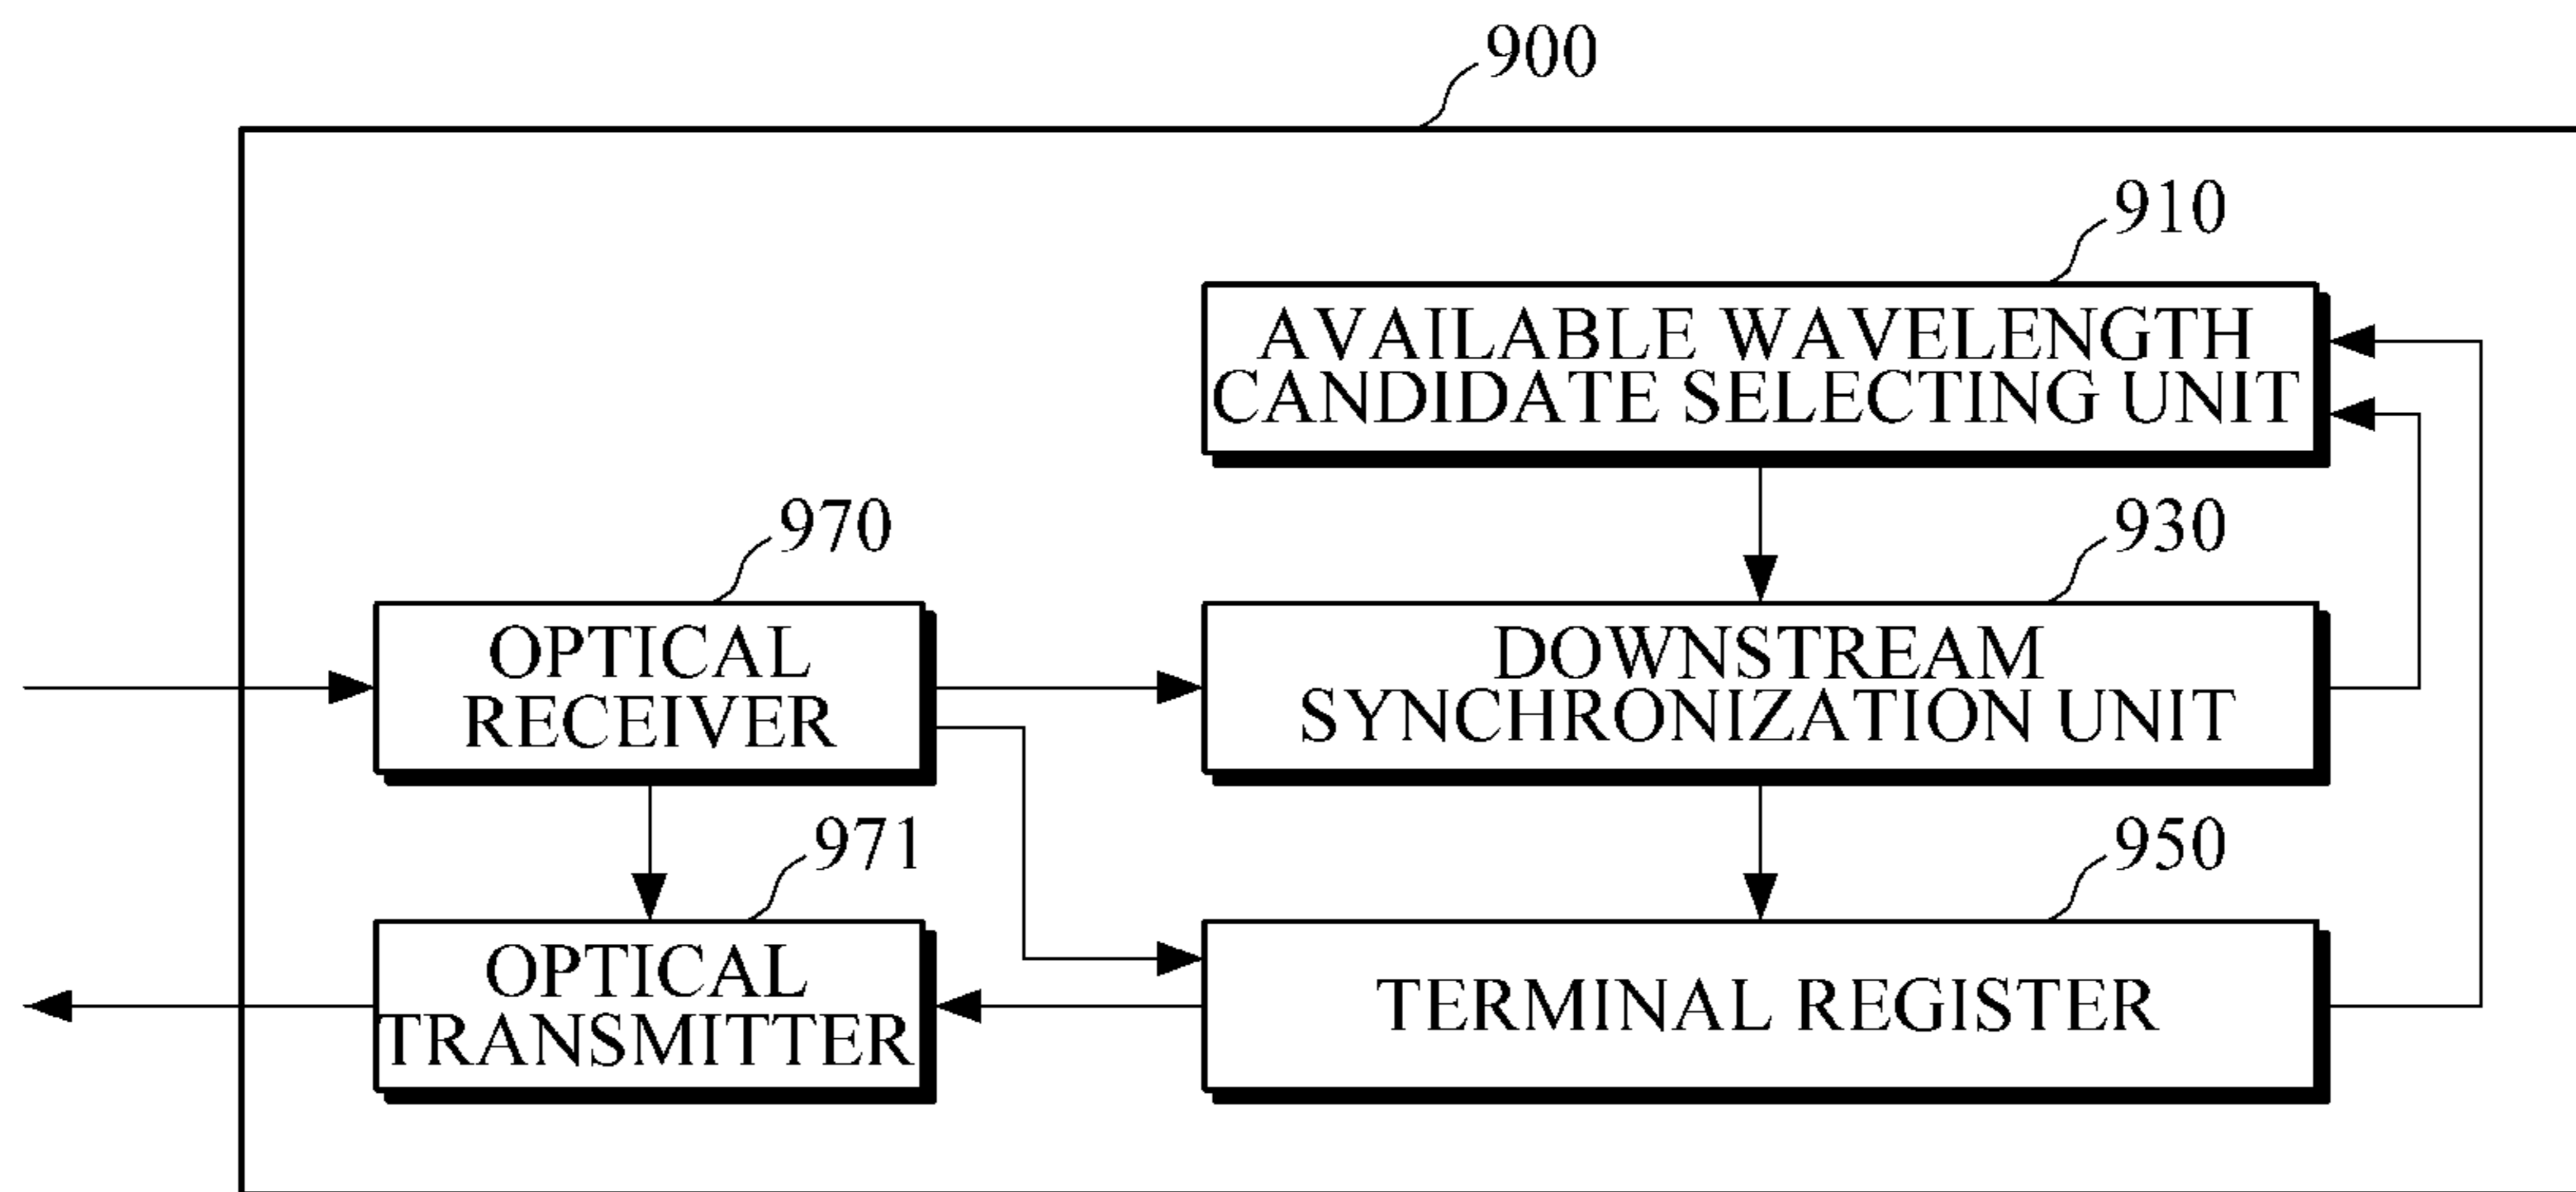 900
910
AVAILABLE WAVELENGTH
CANDIDATE SELECTING UNIT
970
930
OPTICAL
RECEIVER
DOWNSTREAM
SYNCHRONIZATION UNIT
971
950
OPTICAL
TRANSMITTER
TERMINAL REGISTER